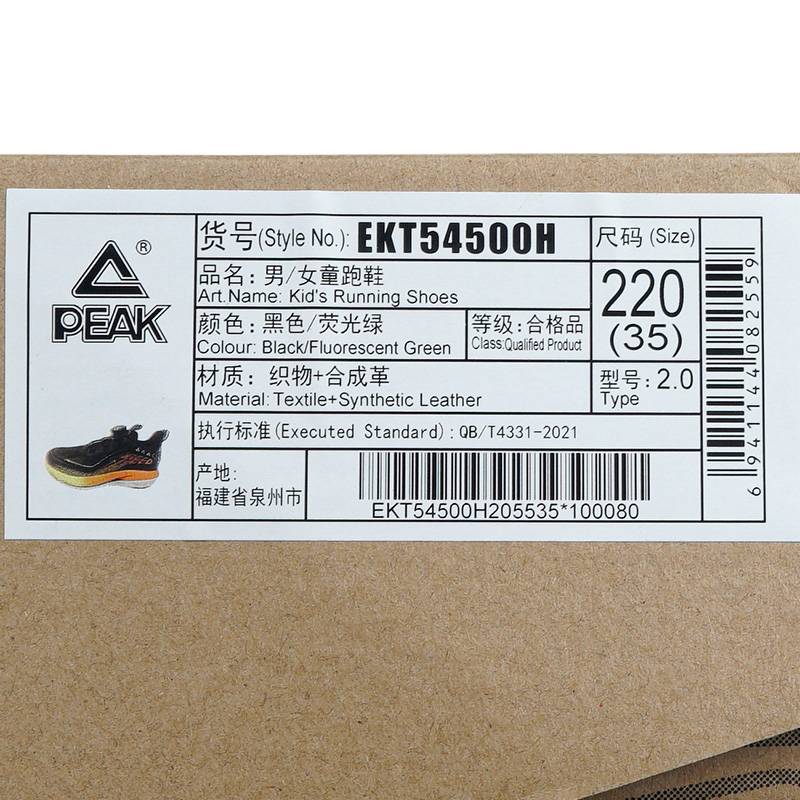 ®
PEAK
货号(Style No.): EKT54500H
尺码 (Size)
品名: 男/女童跑鞋
Art.Name: Kid's Running Shoes
220
(35)
颜色: 黑色/荧光绿
Colour: Black/Fluorescent Green
等级: 合格品
Class:Qualified Product
材质: 织物+合成革
Material: Textile+Synthetic Leather
型号: 2.0
Type
执行标准(Executed Standard): QB/T4331-2021
产地:
福建省泉州市
EKT54500H205535*100080
6941144082559